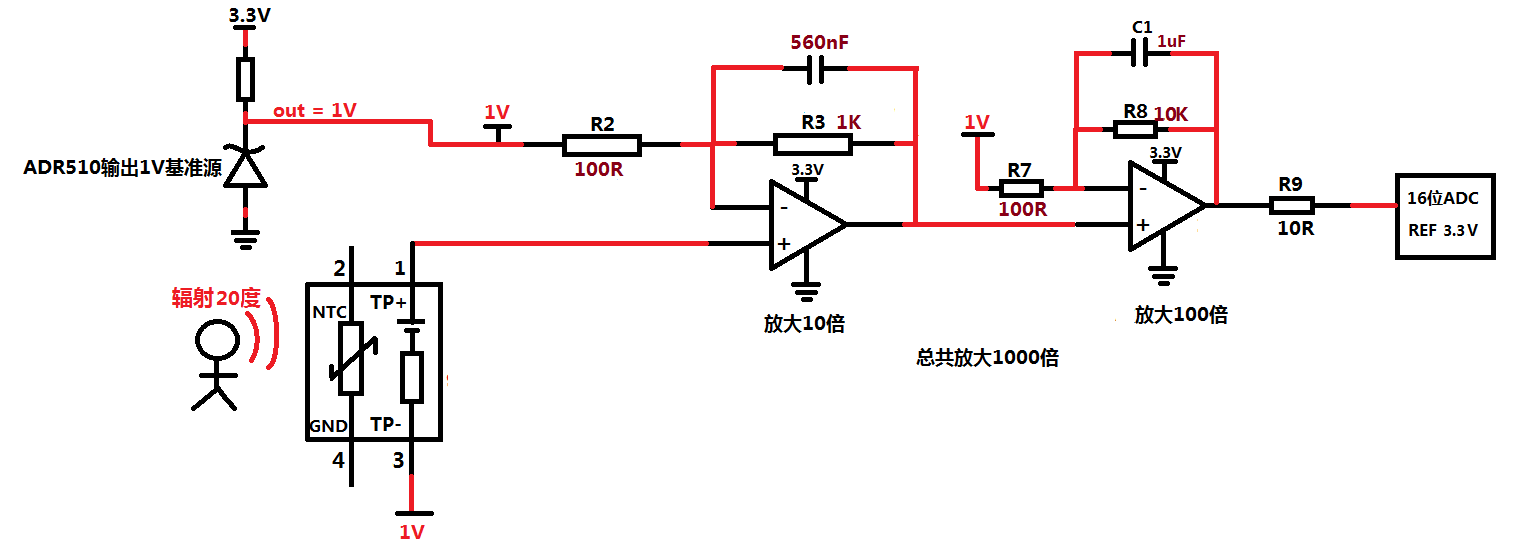 3.3V
out = 1V
ADR510输出1V基准源
1V
R2
100R
560nF
R3 1K
3.3V
-
+
放大10倍
C1
1uF
R8 10K
1V
R7
100R
3.3V
-
+
放大100倍
R9
10R
16位ADC
REF 3.3V
总共放大1000倍
辐射20度
2
1
NTC
TP+
GND
TP-
4
3
1V